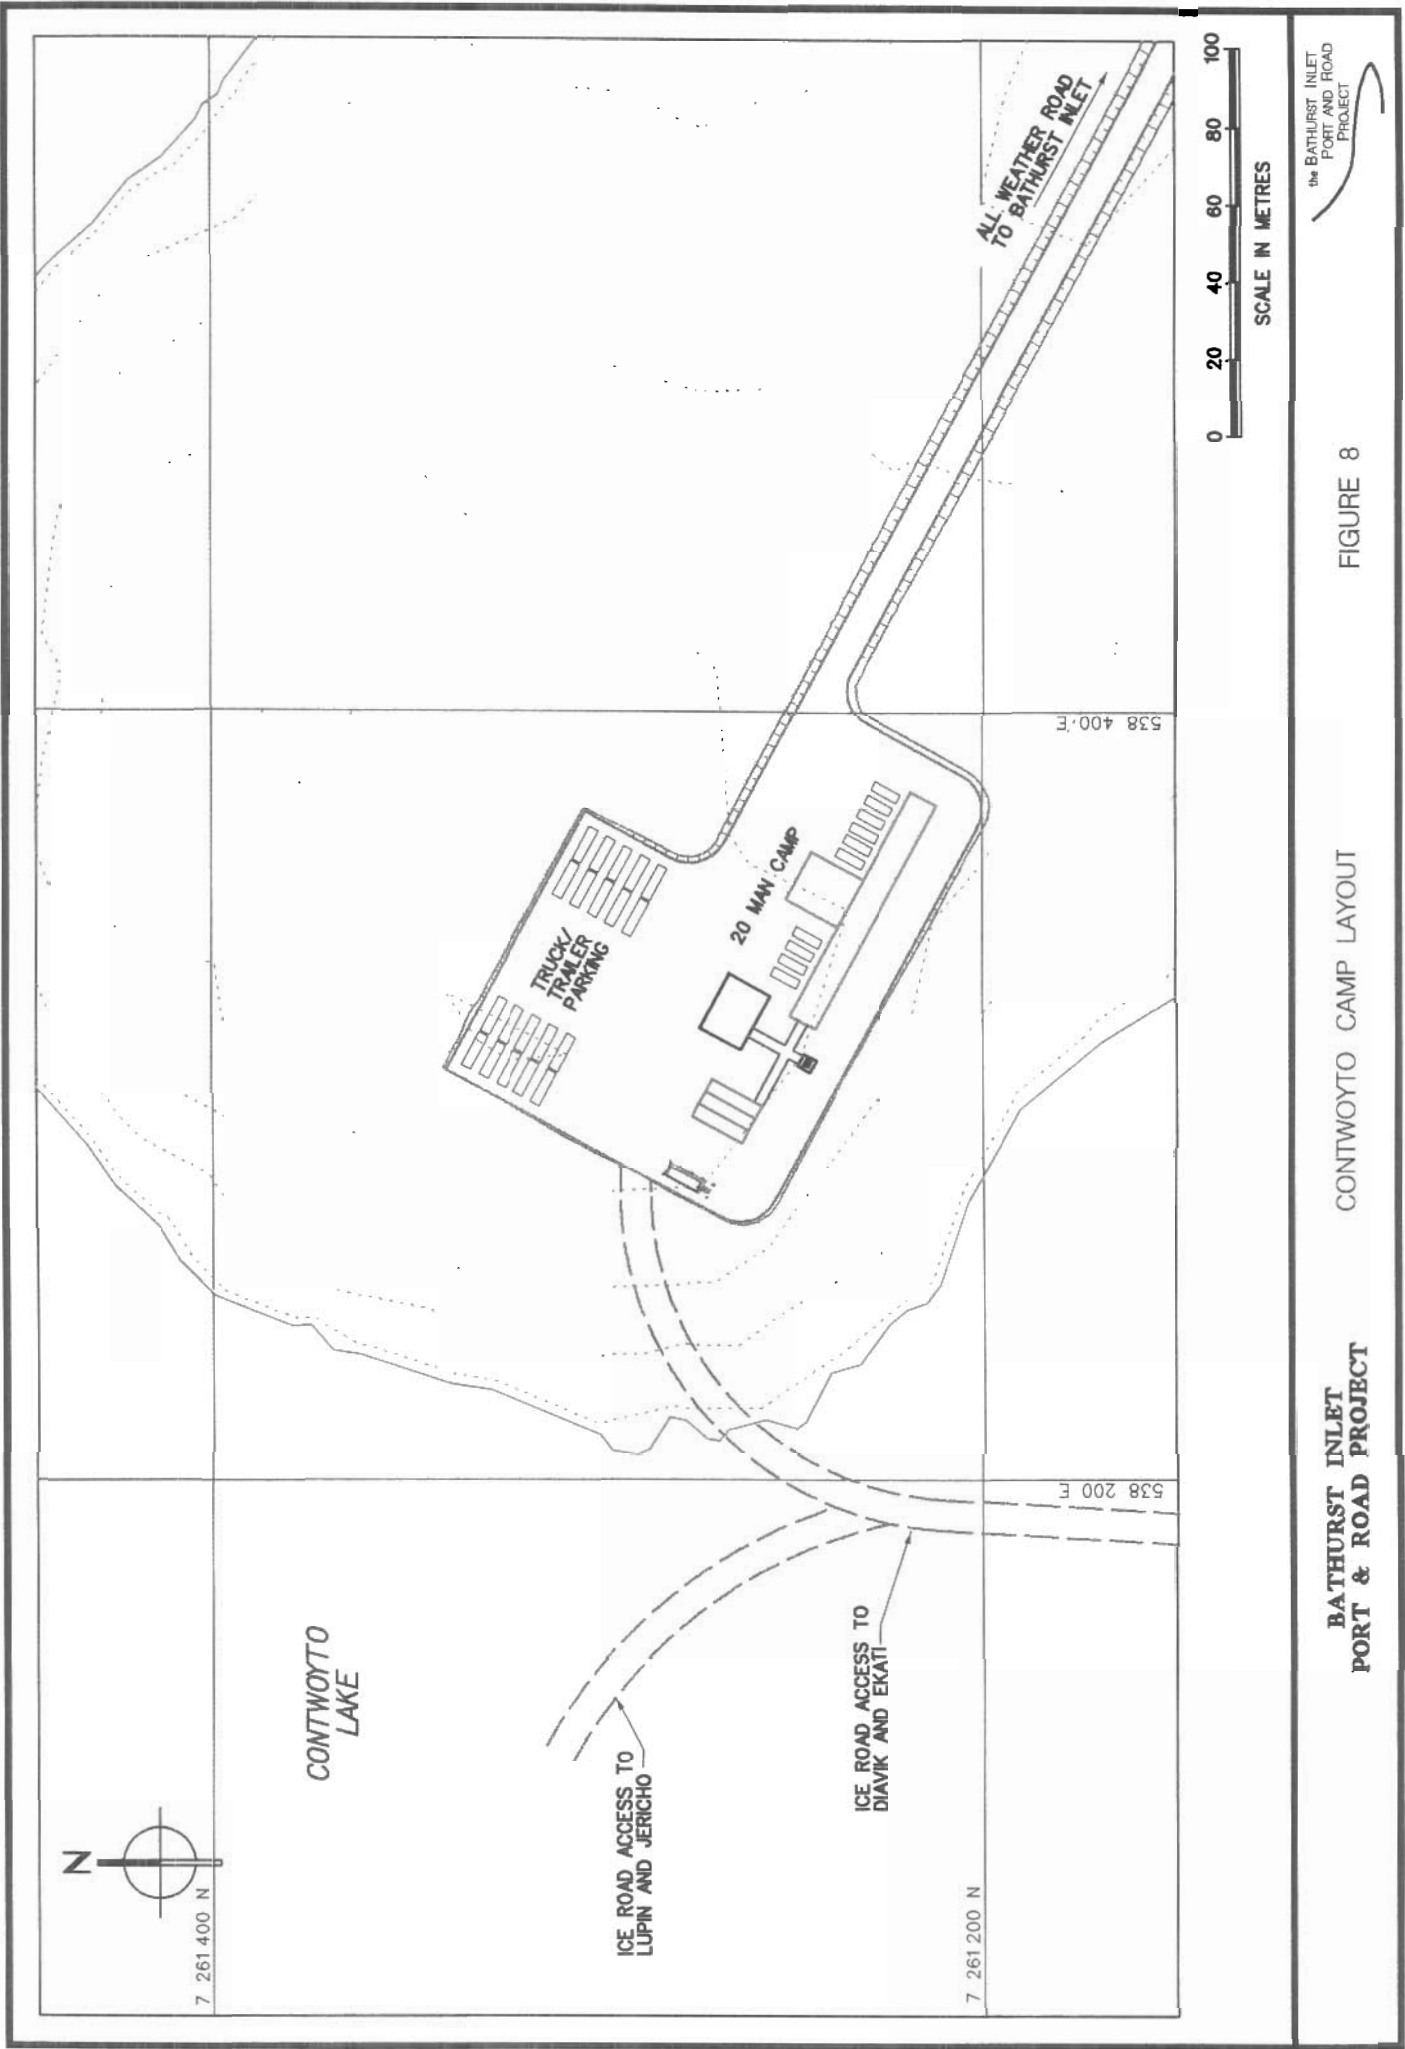 N
7 261 400 N
CONTWOYTO
LAKE
ICE ROAD ACCESS TO
LUPIN AND JERICHO
ICE ROAD ACCESS TO
DIAVIK AND EKATI
7 261 200 N
538 200 E
538 400 E
TRUCK/
TRAILER
PARKING
20 MAN CAMP
ALL WEATHER ROAD
TO BATHURST INLET
0 20 40 60 80 100
SCALE IN METRES
BATHURST INLET
PORT & ROAD PROJECT
CONTWOYTO CAMP LAYOUT
FIGURE 8
the BATHURST INLET
PORT AND ROAD
PROJECT